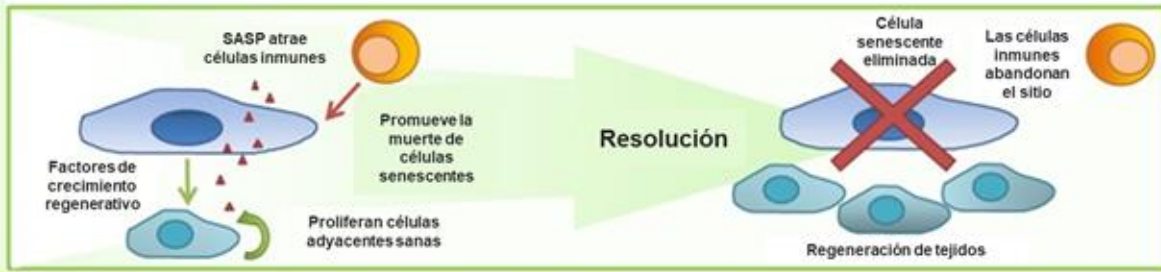 SASP atrae
células inmunes
Promueve la
muerte de
células
senescentes
Factores de
crecimiento
regenerativo
Proliferan células
adyacentes sanas
Resolución
Célula
senescente
eliminada
Las células
inmunes
abandonan
el sitio
Regeneración de tejidos